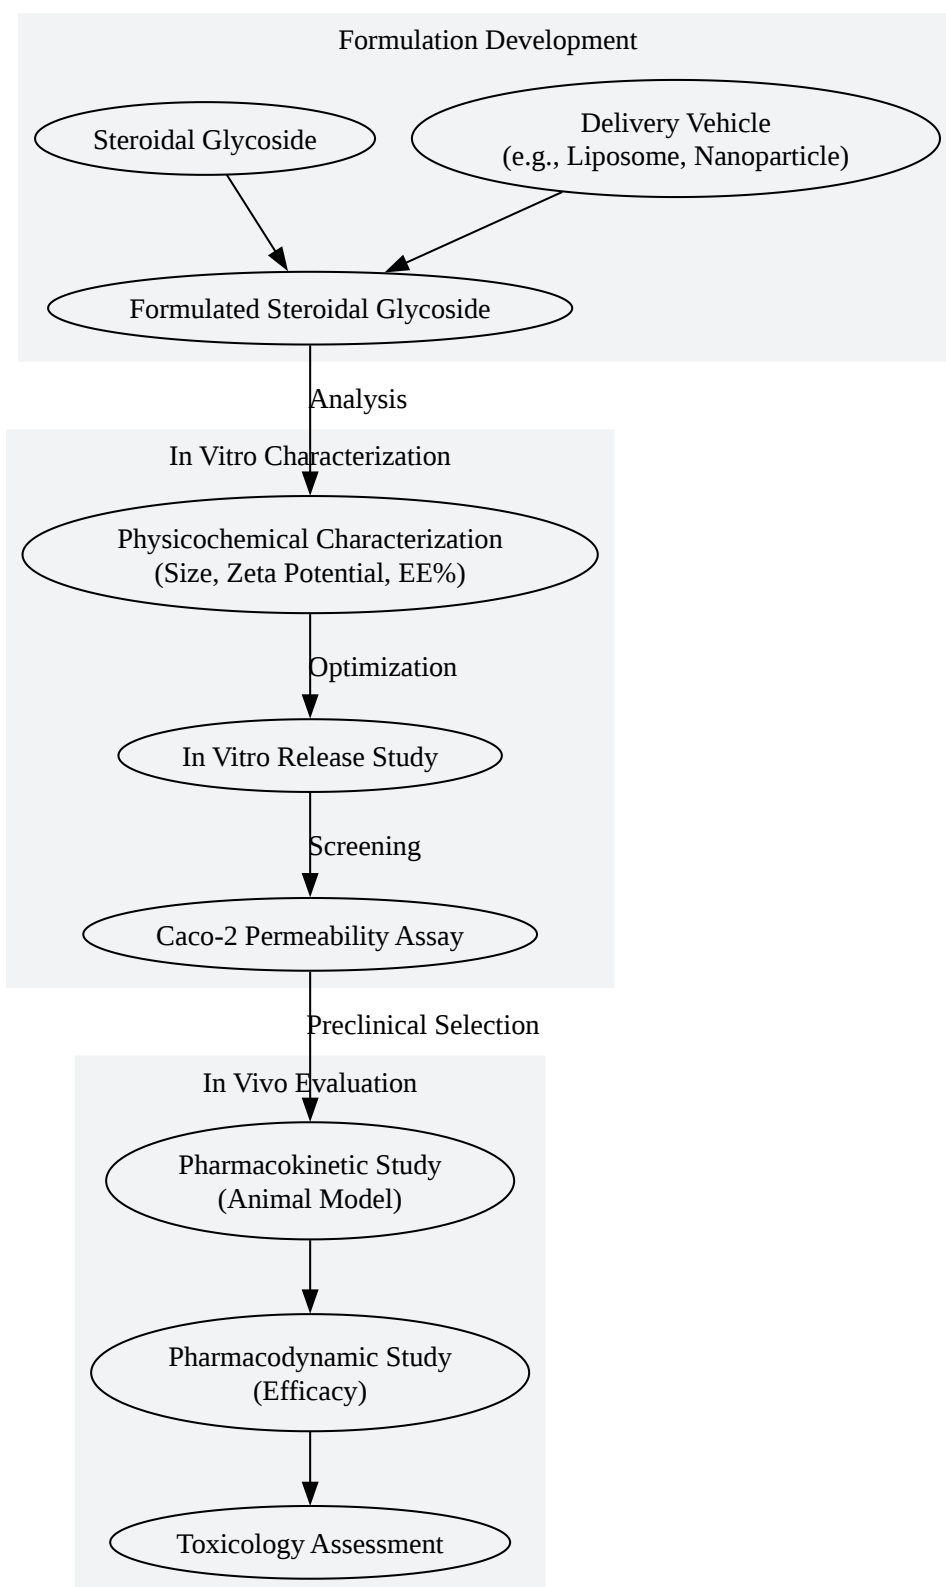 Formulation Development
Steroidal Glycoside
Delivery Vehicle
(e.g., Liposome, Nanoparticle)
Formulated Steroidal Glycoside
Analysis
In Vitro Characterization
Physicochemical Characterization
(Size, Zeta Potential, EE%)
Optimization
In Vitro Release Study
Screening
Caco-2 Permeability Assay
Preclinical Selection
In Vivo Evaluation
Pharmacokinetic Study
(Animal Model)
Pharmacodynamic Study
(Efficacy)
Toxicology Assessment